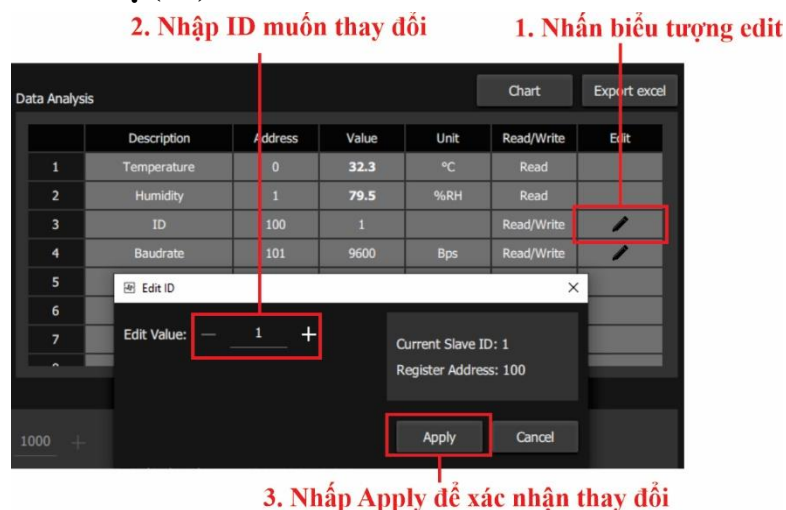 2. Nhập ID muốn thay đổi
1. Nhấn biểu tượng edit
Data Analysis
Chart
Export excel
Description Address Value Unit Read/Write Edit
1 Temperature 0 32.3 °C Read
2 Humidity 1 79.5 %RH Read
3 ID 100 1 Read/Write
4 Baudrate 101 9600 Bps Read/Write
5
Edit ID
6
7
Edit Value: — 1 +
Current Slave ID: 1
Register Address: 100
1000 +
Apply
Cancel
3. Nhấp Apply để xác nhận thay đổi